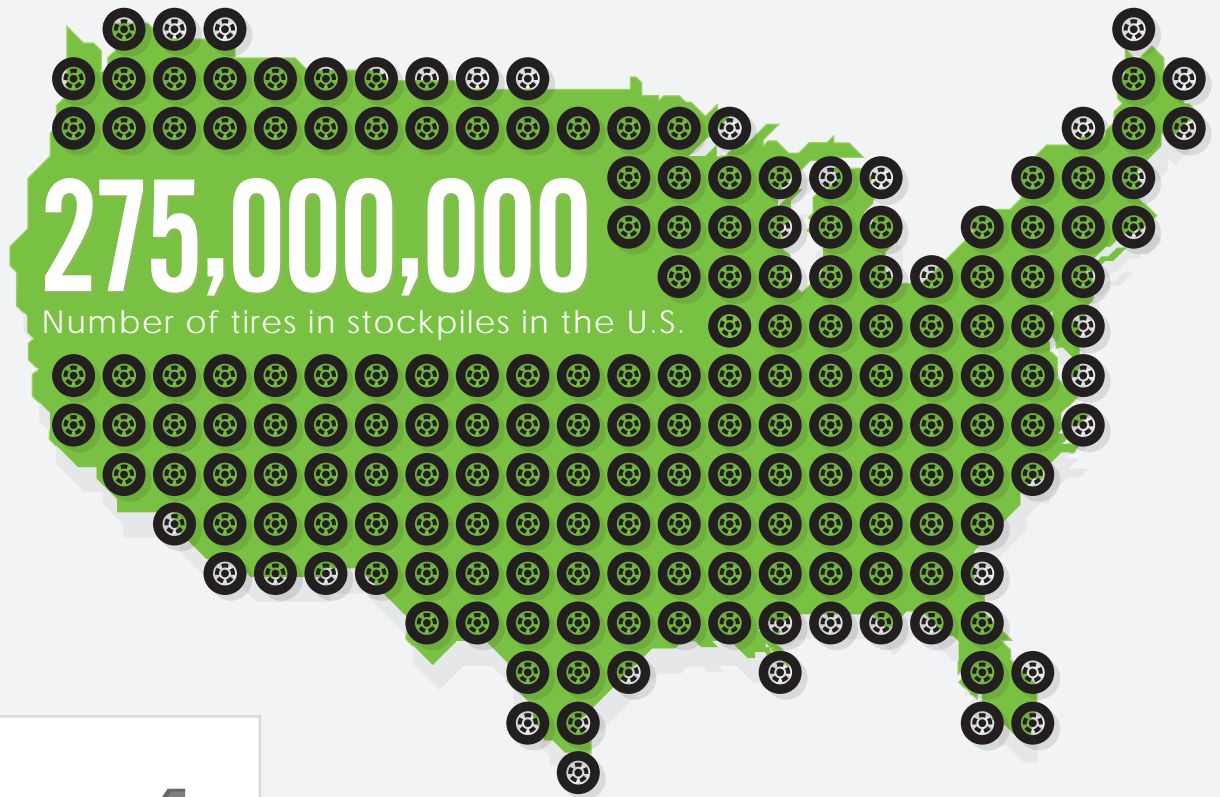 275,000,000
Number of tires in stockpiles in the U.S.